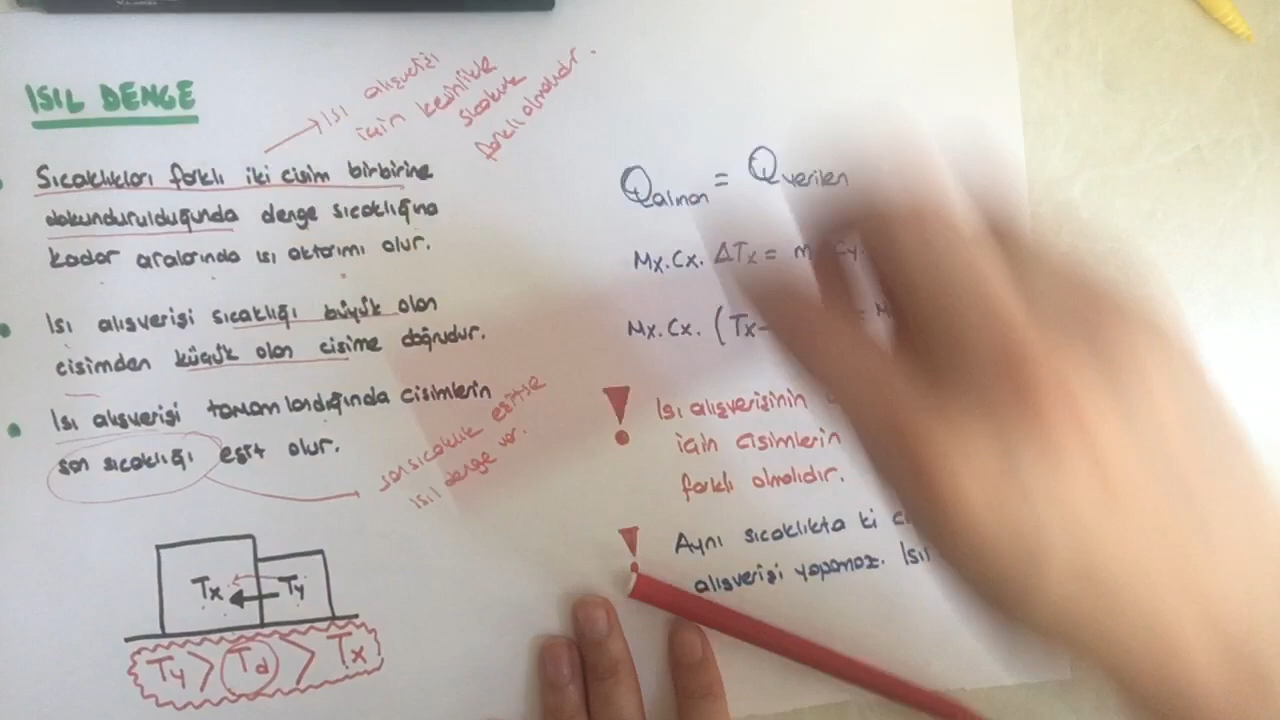 ISIL DENGE
→ Isı alışverişi
için kesinlikle
sıcaklık
farklı olmalıdır.
Sıcaklıkları farklı iki cisim birbirine
dokundurulduğunda denge sıcaklığına
kadar aralarında ısı aktarımı olur.
• Isı alışverişi sıcaklığı büyük olan
cisimden küçük olan cisime doğrudur.
• Isı alışverişi tamamlandığında cisimlerin
son sıcaklığı eşit olur.
son sıcaklık eşitse
ısıl denge var.
Tx Ty
Ty > Td > Tx
Qalınan = Qverilen
Mx.Cx. ΔTx = m Cy.
Mx.Cx. (Tx- = M
! Isı alışverişinin
için cisimlerin
farklı olmalıdır.
! Aynı sıcaklıkta ki
alışverişi yapamaz. Isıl